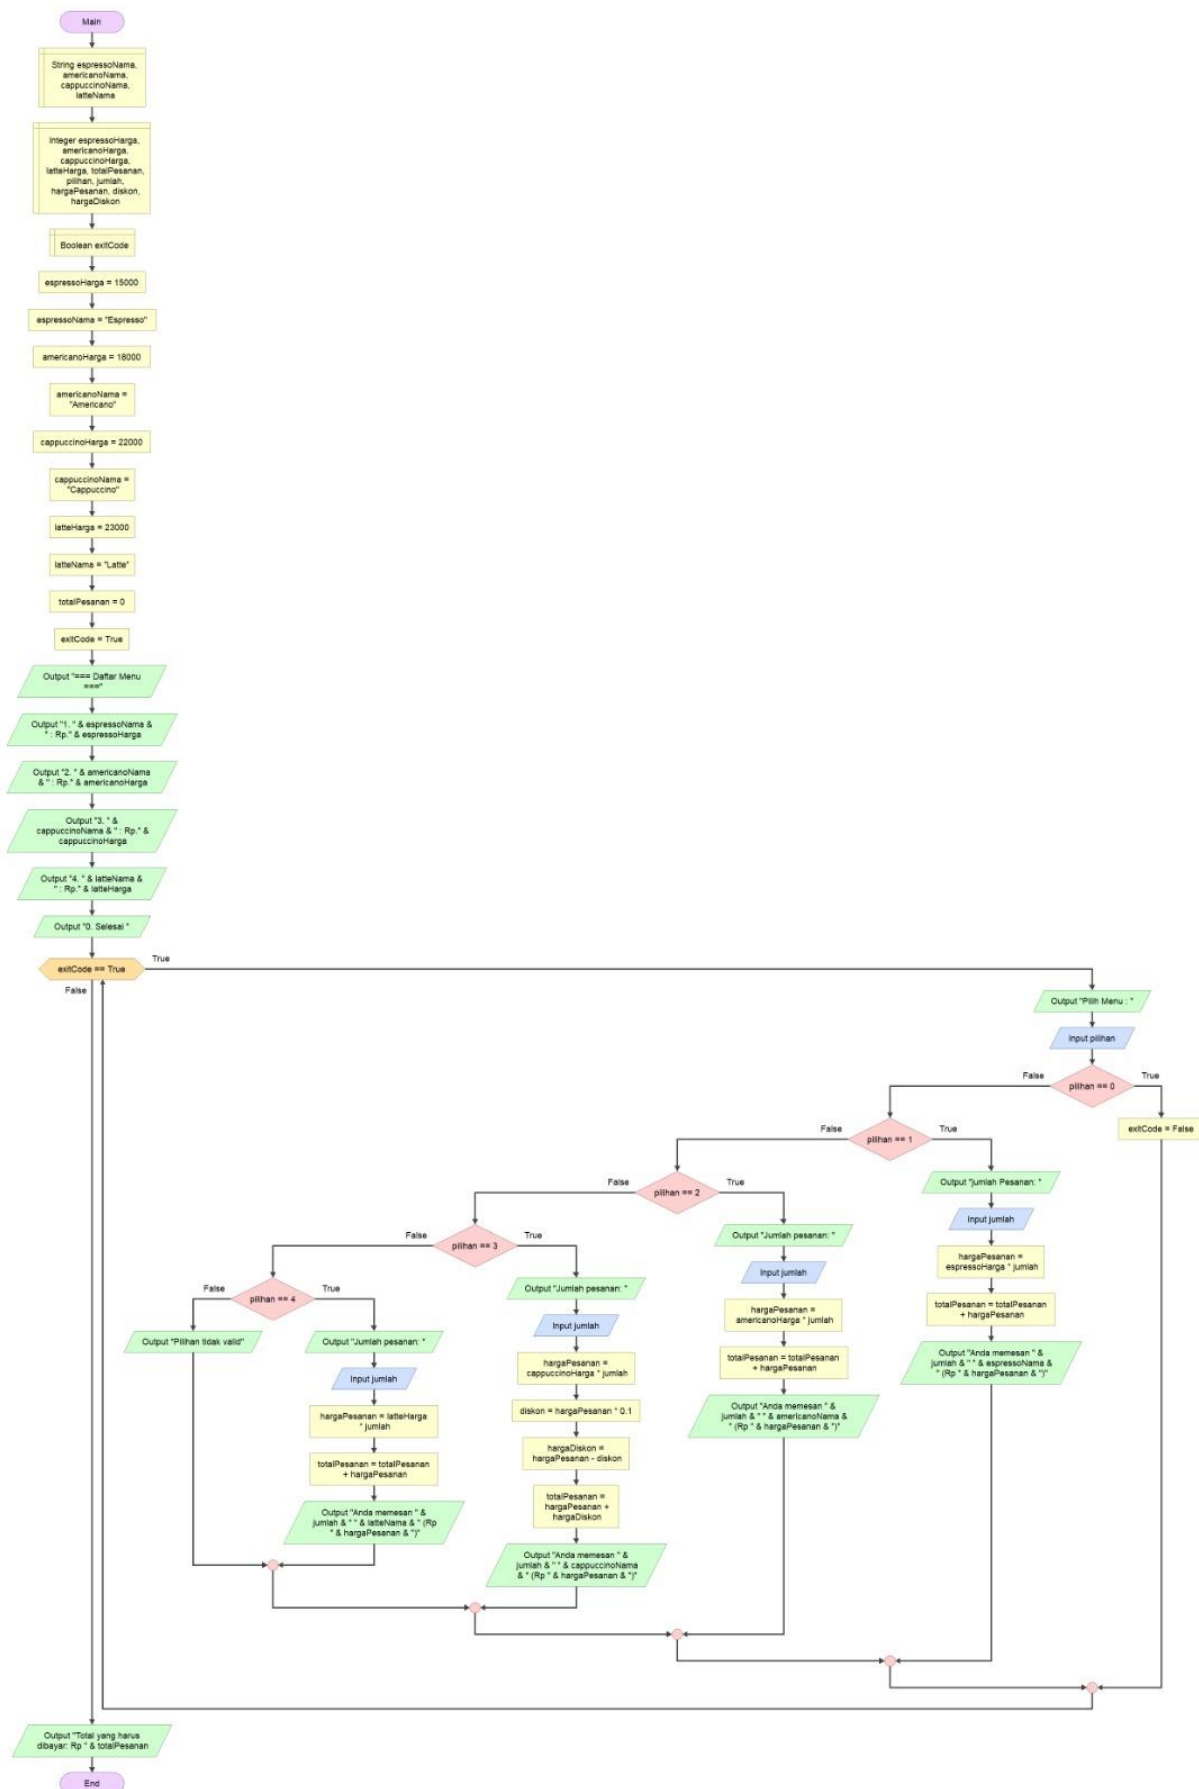 Main
String espressoNama,
americanoNama,
cappuccinoNama,
latteNama
Integer espressoHarga,
americanoHarga,
cappuccinoHarga,
latteHarga, totalPesanan,
pilihan, jumlah,
hargaPesanan, diskon,
hargaDiskon
Boolean exitCode
espressoHarga = 15000
espressoNama = "Espresso"
americanoHarga = 18000
americanoNama =
"Americano"
cappuccinoHarga = 22000
cappuccinoNama =
"Cappuccino"
latteHarga = 23000
latteNama = "Latte"
totalPesanan = 0
exitCode = True
Output "=== Daftar Menu
==="
Output "1. " & espressoNama &
" : Rp." & espressoHarga
Output "2. " & americanoNama
& " : Rp." & americanoHarga
Output "3. " &
cappuccinoNama & " : Rp." &
cappuccinoHarga
Output "4. " & latteNama &
" : Rp." & latteHarga
Output "0. Selesai "
exitCode == True
True
False
Output "Pilih Menu : "
Input pilihan
pilihan == 0
False
True
exitCode = False
pilihan == 1
False
True
Output "jumlah Pesanan: "
Input jumlah
hargaPesanan =
espressoHarga * jumlah
totalPesanan = totalPesanan
+ hargaPesanan
Output "Anda memesan " &
jumlah & " " & espressoNama &
" (Rp " & hargaPesanan & ")"
pilihan == 2
False
True
Output "Jumlah pesanan: "
Input jumlah
hargaPesanan =
americanoHarga * jumlah
totalPesanan = totalPesanan
+ hargaPesanan
Output "Anda memesan " &
jumlah & " " & americanoNama &
" (Rp " & hargaPesanan & ")"
pilihan == 3
False
True
Output "Jumlah pesanan: "
Input jumlah
hargaPesanan =
cappuccinoHarga * jumlah
diskon = hargaPesanan * 0.1
hargaDiskon =
hargaPesanan - diskon
totalPesanan =
hargaPesanan +
hargaDiskon
Output "Anda memesan " &
jumlah & " " & cappuccinoNama
& " (Rp " & hargaPesanan & ")"
pilihan == 4
False
True
Output "Pilihan tidak valid"
Output "Jumlah pesanan: "
Input jumlah
hargaPesanan = latteHarga
* jumlah
totalPesanan = totalPesanan
+ hargaPesanan
Output "Anda memesan " &
jumlah & " " & latteNama & " (Rp
" & hargaPesanan & ")"
Output "Total yang harus
dibayar: Rp " & totalPesanan
End